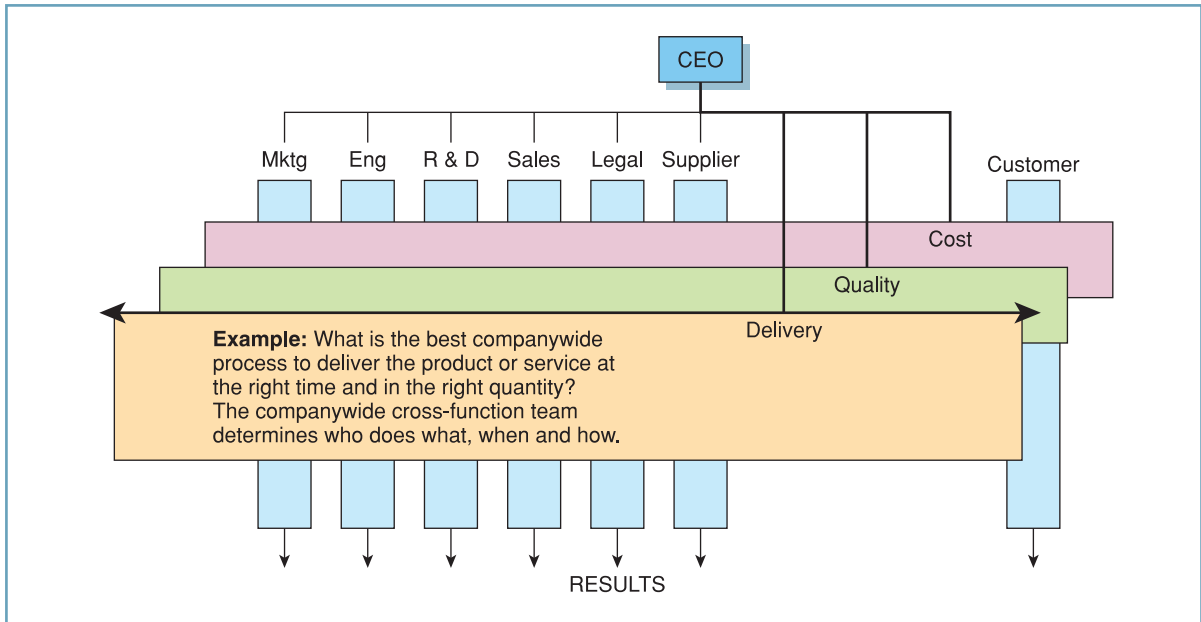 CEO
Mktg Eng R & D Sales Legal Supplier Customer
Cost
Quality
Delivery
Example: What is the best companywide
process to deliver the product or service at
the right time and in the right quantity?
The companywide cross-function team
determines who does what, when and how.
RESULTS